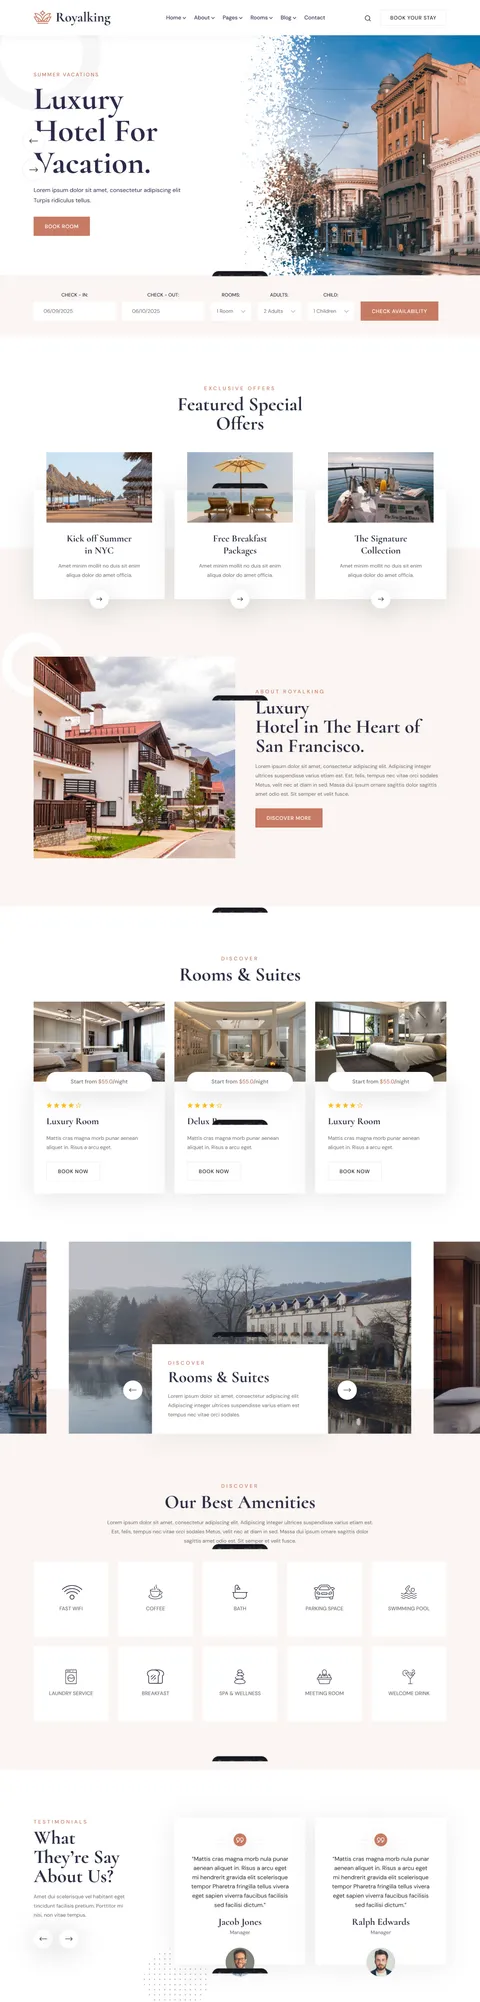 Royalking
Home About Pages Rooms Blog Contact
BOOK YOUR STAY
SUMMER VACATIONS
Luxury
Hotel For
Vacation.
Lorem ipsum dolor sit amet, consectetur adipiscing elit
Turpis ridiculus tellus.
BOOK ROOM
CHECK - IN: CHECK - OUT: ROOMS: ADULTS: CHILD:
06/09/2025 06/10/2025 1 Room 2 Adults 1 Children CHECK AVAILABILITY
EXCLUSIVE OFFERS
Featured Special
Offers
Kick off Summer
in NYC
Amet minim mollit no duis sit enim
aliqua dolor do amet officia.
Free Breakfast
Packages
Amet minim mollit no duis sit enim
aliqua dolor do amet officia.
The Signature
Collection
Amet minim mollit no duis sit enim
aliqua dolor do amet officia.
ABOUT ROYALKING
Luxury
Hotel in The Heart of
San Francisco.
Lorem ipsum dolor sit amet, consectetur adipiscing elit. Adipiscing integer
ultrices suspendisse varius etiam est. Est, felis, tempus nec vitae orci sodales
Metus, velit nec at diam in sed. Massa dui ipsum ornare sagittis dolor sagittis
amet odio est. Sit semper et velit fusce.
DISCOVER MORE
DISCOVER
Rooms & Suites
Start from $55.0/night
Luxury Room
Mattis cras magna morb punar aenean
aliquet in. Risus a arcu eget.
BOOK NOW
Start from $55.0/night
Delux
Mattis cras magna morb punar aenean
aliquet in. Risus a arcu eget.
BOOK NOW
Start from $55.0/night
Luxury Room
Mattis cras magna morb punar aenean
aliquet in. Risus a arcu eget.
BOOK NOW
DISCOVER
Rooms & Suites
Lorem ipsum dolor sit amet, consectetur adipiscing elit
Adipiscing integer ultrices suspendisse varius etiam est
tempus nec vitae orci sodales.
DISCOVER
Our Best Amenities
Lorem ipsum dolor sit amet, consectetur adipiscing elit. Adipiscing integer ultrices suspendisse varius etiam est.
Est, felis, tempus nec vitae orci sodales Metus, velit nec at diam in sed. Massa dui ipsum ornare sagittis dolor
sagittis amet odio est. Sit semper et velit fusce.
FAST WIFI
COFFEE
BATH
PARKING SPACE
SWIMMING POOL
LAUNDRY SERVICE
BREAKFAST
SPA & WELLNESS
MEETING ROOM
WELCOME DRINK
TESTIMONIALS
What
They're Say
About Us?
Amet dui scelerisque vel habitant eget
tincidunt facilisis pretium. Porttitor mi
nisi, non vitae tempus.
"Mattis cras magna morb nula punar
aenean aliquet in. Risus a arcu eget
mi hendrerit gravida elit scelerisque
tempor Pharetra fringilla tellus vivera
eget sapien viverra faucibus facilisis
sed facilisi dictum."
Jacob Jones
Manager
"Mattis cras magna morb nula punar
aenean aliquet in. Risus a arcu eget
mi hendrerit gravida elit scelerisque
tempor Pharetra fringilla tellus vivera
eget sapien viverra faucibus facilisis
sed facilisi dictum."
Ralph Edwards
Manager